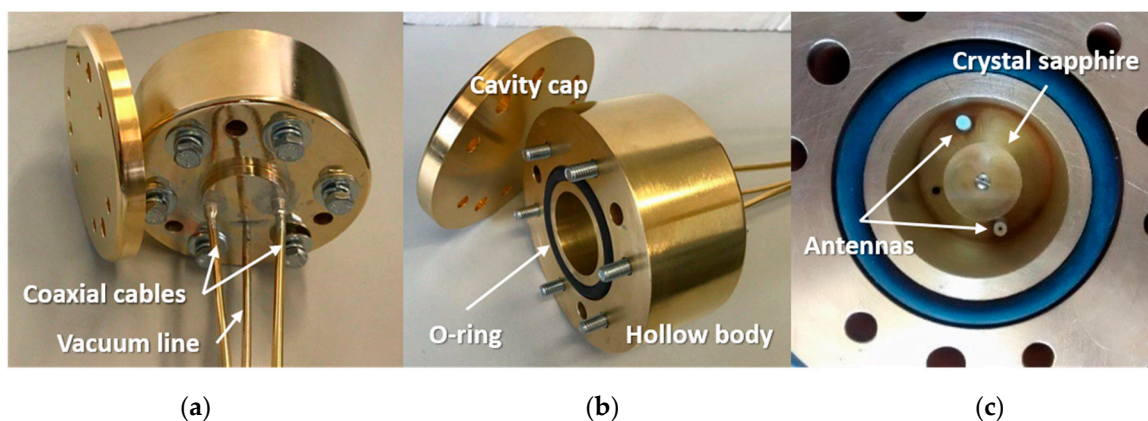 Coaxial cables
Vacuum line
Cavity cap
O-ring
Hollow body
Crystal sapphire
Antennas
(a)
(b)
(c)